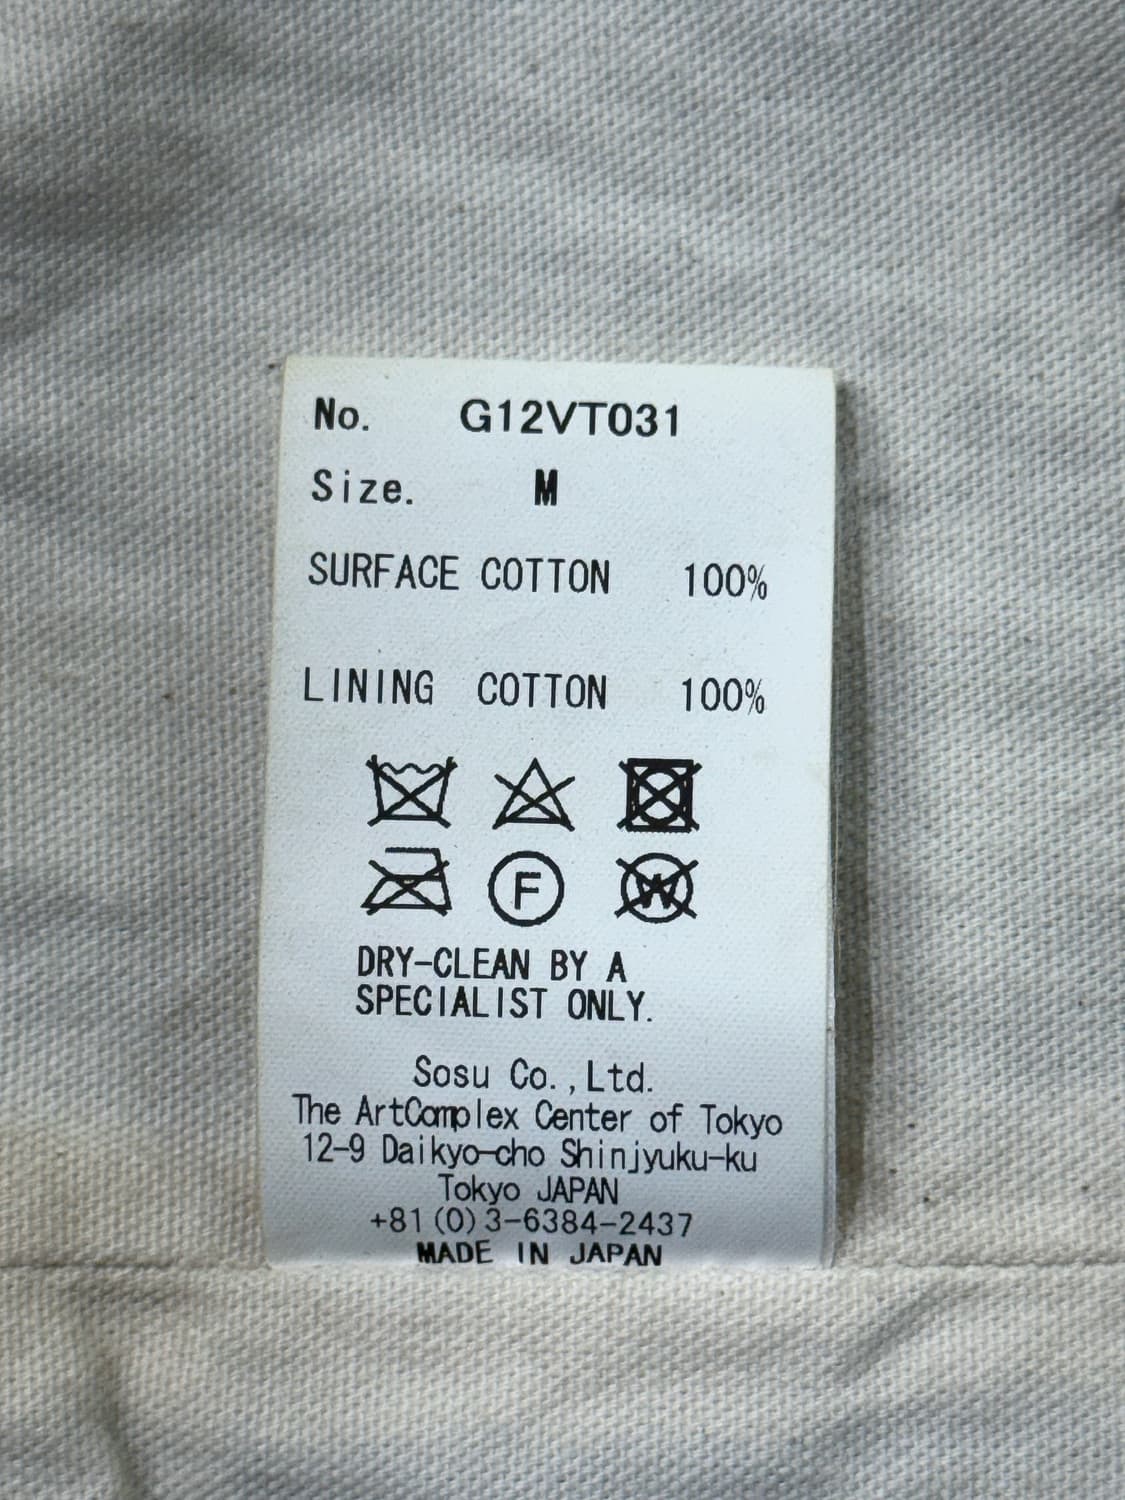 No. G12VT031
Size. M
SURFACE COTTON 100%
LINING COTTON 100%
F W
DRY-CLEAN BY A
SPECIALIST ONLY.
Sosu Co.,Ltd.
The ArtComplex Center of Tokyo
12-9 Daikyo-cho Shinjyuku-ku
Tokyo JAPAN
+81(0)3-6384-2437
MADE IN JAPAN